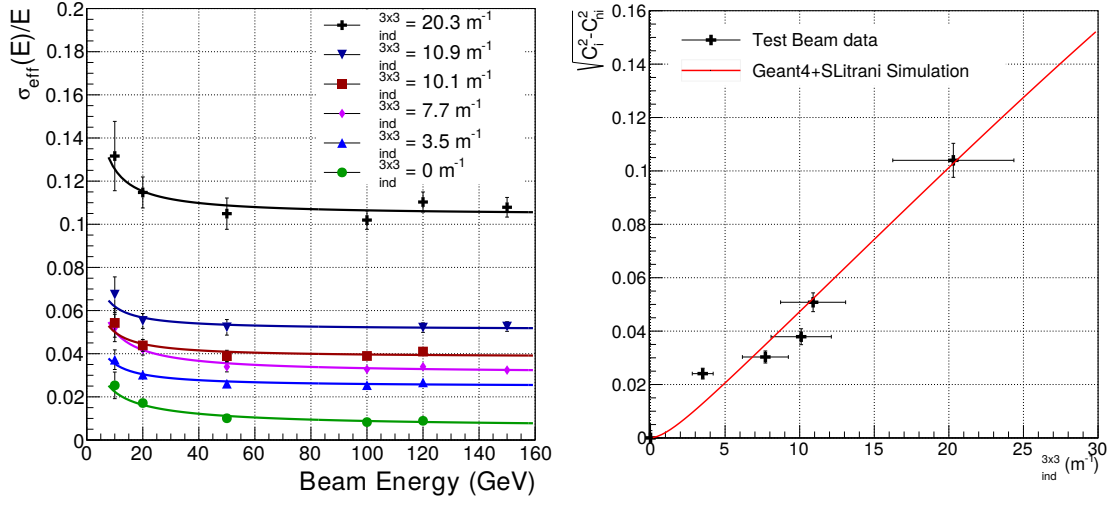 σeff(E)/E
0.2
0.18
0.16
0.14
0.12
0.1
0.08
0.06
0.04
0.02
0
3x3
ind = 20.3 m⁻¹
3x3
ind = 10.9 m⁻¹
3x3
ind = 10.1 m⁻¹
3x3
ind = 7.7 m⁻¹
3x3
ind = 3.5 m⁻¹
3x3
ind = 0 m⁻¹
0 20 40 60 80 100 120 140 160
Beam Energy (GeV)
√Ci²-Cni²
0.16
0.14
0.12
0.1
0.08
0.06
0.04
0.02
0
Test Beam data
Geant4+SLitrani Simulation
0 5 10 15 20 25 30
3x3
ind (m⁻¹)